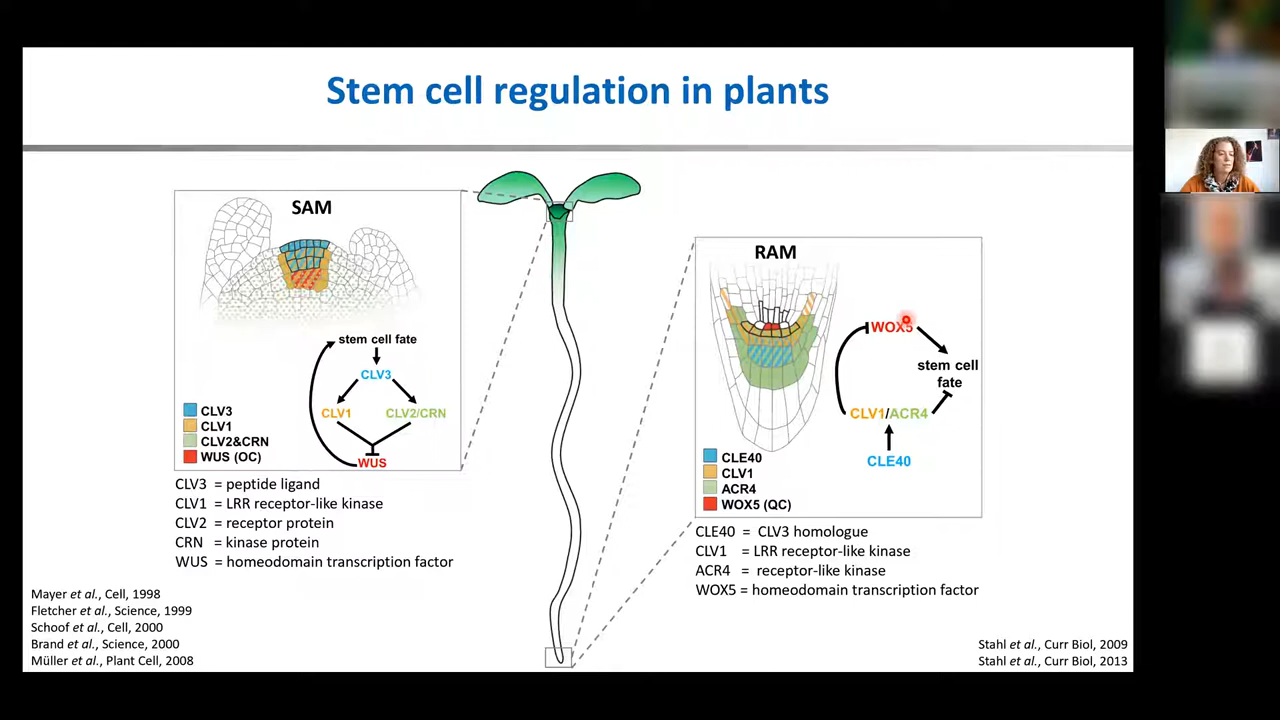 Stem cell regulation in plants
SAM
stem cell fate
CLV3
CLV1
CLV2/CRN
WUS
CLV3
CLV1
CLV2&CRN
WUS (OC)
CLV3 = peptide ligand
CLV1 = LRR receptor-like kinase
CLV2 = receptor protein
CRN = kinase protein
WUS = homeodomain transcription factor
Mayer et al., Cell, 1998
Fletcher et al., Science, 1999
Schoof et al., Cell, 2000
Brand et al., Science, 2000
Müller et al., Plant Cell, 2008
RAM
WOX5
stem cell
fate
CLV1/ACR4
CLE40
CLE40
CLV1
ACR4
WOX5 (QC)
CLE40 = CLV3 homologue
CLV1 = LRR receptor-like kinase
ACR4 = receptor-like kinase
WOX5 = homeodomain transcription factor
Stahl et al., Curr Biol, 2009
Stahl et al., Curr Biol, 2013